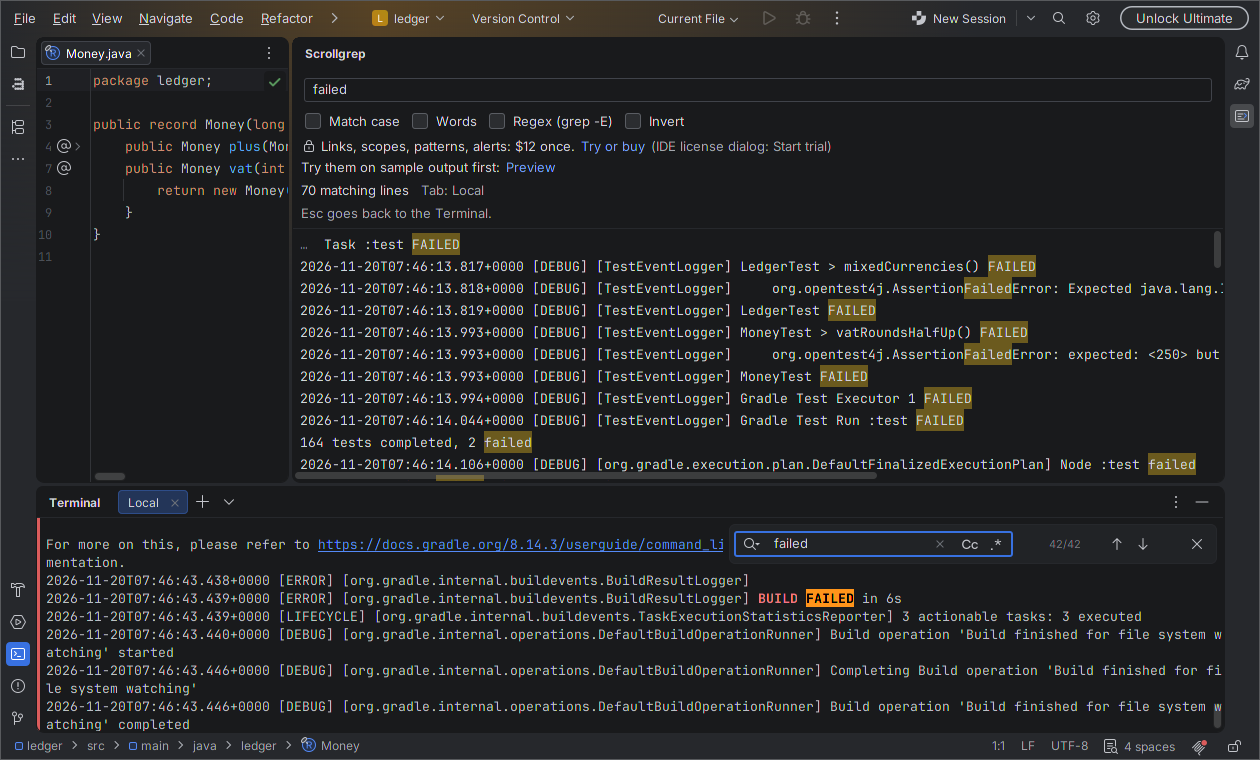 File Edit View Navigate Code Refactor L ledger Version Control Current File New Session Unlock Ultimate
Money.java
1 package ledger;
2
3 public record Money(long
4 @ public Money plus(Mon
7 @ public Money vat(int
8 return new Money(
9 }
10 }
11
Scrollgrep
failed
Match case Words Regex (grep -E) Invert
Links, scopes, patterns, alerts: $12 once. Try or buy (IDE license dialog: Start trial)
Try them on sample output first: Preview
70 matching lines Tab: Local
Esc goes back to the Terminal.
… Task :test FAILED
2026-11-20T07:46:13.817+0000 [DEBUG] [TestEventLogger] LedgerTest > mixedCurrencies() FAILED
2026-11-20T07:46:13.818+0000 [DEBUG] [TestEventLogger] org.opentest4j.AssertionFailedError: Expected java.lang.
2026-11-20T07:46:13.819+0000 [DEBUG] [TestEventLogger] LedgerTest FAILED
2026-11-20T07:46:13.993+0000 [DEBUG] [TestEventLogger] MoneyTest > vatRoundsHalfUp() FAILED
2026-11-20T07:46:13.993+0000 [DEBUG] [TestEventLogger] org.opentest4j.AssertionFailedError: expected: <250> but
2026-11-20T07:46:13.993+0000 [DEBUG] [TestEventLogger] MoneyTest FAILED
2026-11-20T07:46:13.994+0000 [DEBUG] [TestEventLogger] Gradle Test Executor 1 FAILED
2026-11-20T07:46:14.044+0000 [DEBUG] [TestEventLogger] Gradle Test Run :test FAILED
164 tests completed, 2 failed
2026-11-20T07:46:14.106+0000 [DEBUG] [org.gradle.execution.plan.DefaultFinalizedExecutionPlan] Node :test failed
Terminal Local
failed Cc .* 42/42
For more on this, please refer to https://docs.gradle.org/8.14.3/userguide/command_li
mentation.
2026-11-20T07:46:43.438+0000 [ERROR] [org.gradle.internal.buildevents.BuildResultLogger]
2026-11-20T07:46:43.439+0000 [ERROR] [org.gradle.internal.buildevents.BuildResultLogger] BUILD FAILED in 6s
2026-11-20T07:46:43.439+0000 [LIFECYCLE] [org.gradle.internal.buildevents.TaskExecutionStatisticsReporter] 3 actionable tasks: 3 executed
2026-11-20T07:46:43.440+0000 [DEBUG] [org.gradle.internal.operations.DefaultBuildOperationRunner] Build operation 'Build finished for file system w
atching' started
2026-11-20T07:46:43.446+0000 [DEBUG] [org.gradle.internal.operations.DefaultBuildOperationRunner] Completing Build operation 'Build finished for fi
le system watching'
2026-11-20T07:46:43.446+0000 [DEBUG] [org.gradle.internal.operations.DefaultBuildOperationRunner] Build operation 'Build finished for file system w
atching' completed
ledger > src > main > java > ledger > Money 1:1 LF UTF-8 4 spaces